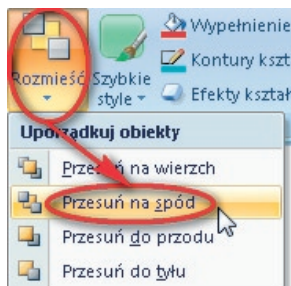 Wypełnienie
Kontury kszt
Efekty kształ
Rozmieść
Szybkie
style
Uporządkuj obiekty
Przesuń na wierzch
Przesuń na spód
Przesuń do przodu
Przesuń do tyłu